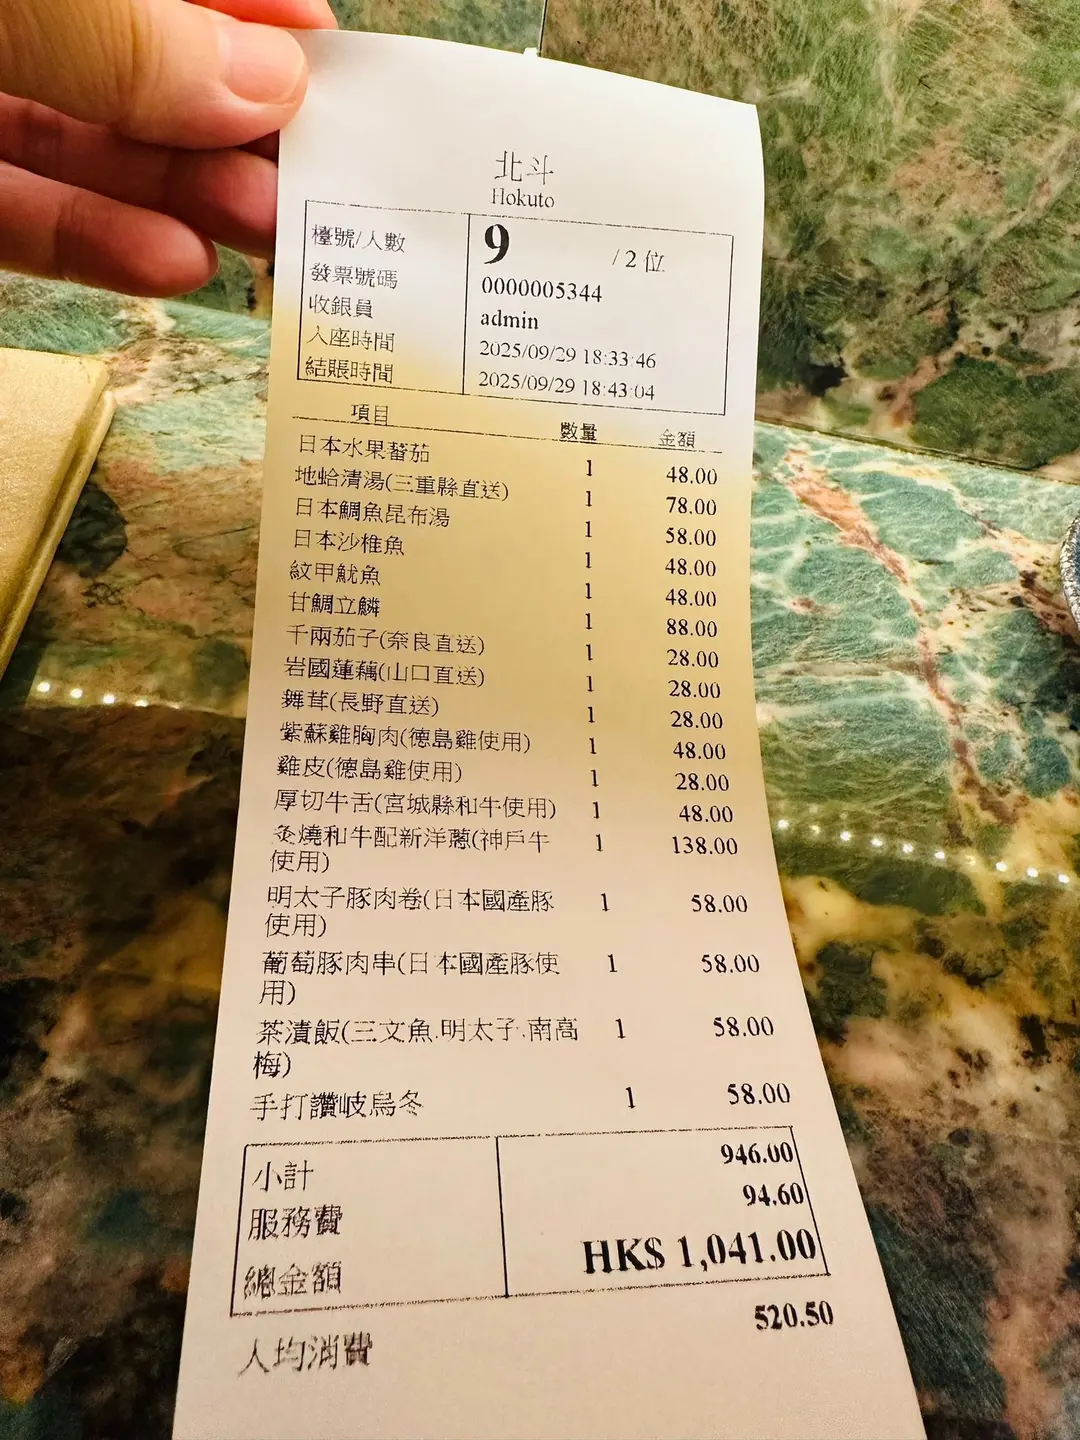 北斗
Hokuto
檯號/人數 9 / 2 位
發票號碼 0000005344
收銀員 admin
入座時間 2025/09/29 18:33:46
結賬時間 2025/09/29 18:43:04
項目 數量 金額
日本水果蕃茄 1 48.00
地蛤清湯(三重縣直送) 1 78.00
日本鯛魚昆布湯 1 58.00
日本沙椎魚 1 48.00
紋甲魷魚 1 48.00
甘鯛立鱗 1 88.00
千兩茄子(奈良直送) 1 28.00
岩國蓮藕(山口直送) 1 28.00
舞茸(長野直送) 1 28.00
紫蘇雞胸肉(德島雞使用) 1 48.00
雞皮(德島雞使用) 1 28.00
厚切牛舌(宮城縣和牛使用) 1 48.00
炙燒和牛配新洋蔥(神戶牛 1 138.00
使用)
明太子豚肉卷(日本國產豚 1 58.00
使用)
葡萄豚肉串(日本國產豚使 1 58.00
用)
茶漬飯(三文魚.明太子.南高 1 58.00
梅)
手打讚岐烏冬 1 58.00
小計 946.00
服務費 94.60
總金額 HK$ 1,041.00
人均消費 520.50